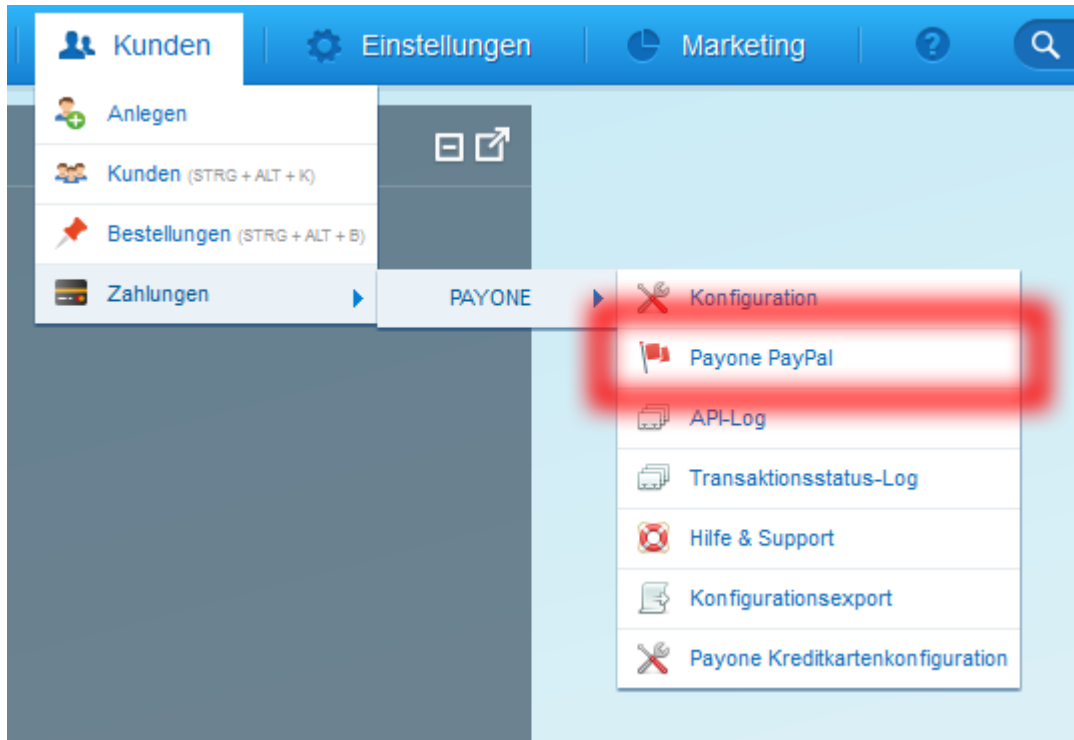 Kunden Einstellungen Marketing ?
Anlegen
Kunden (STRG + ALT + K)
Bestellungen (STRG + ALT + B)
Zahlungen
PAYONE
Konfiguration
Payone PayPal
API-Log
Transaktionsstatus-Log
Hilfe & Support
Konfigurationsexport
Payone Kreditkartenkonfiguration